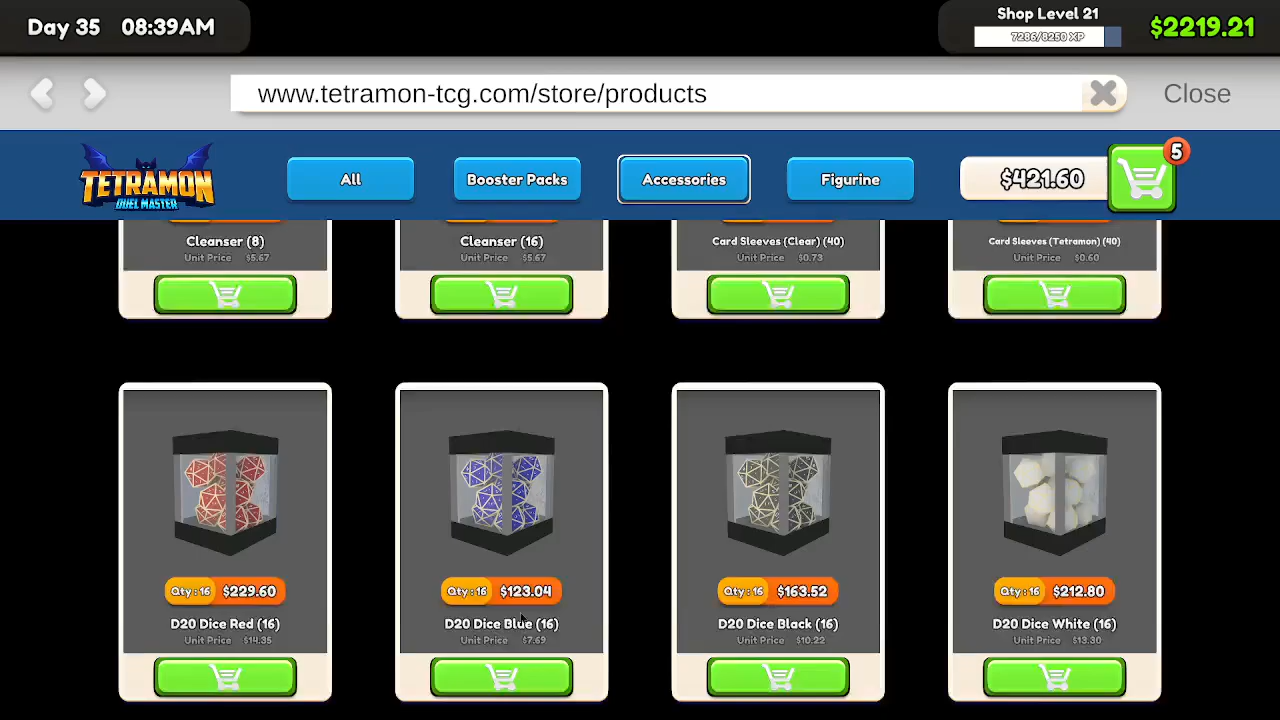 Day 35 08:39AM
Shop Level 21
7286/8250 XP
$2219.21
www.tetramon-tcg.com/store/products
Close
TETRAMON
DUEL MASTER
All
Booster Packs
Accessories
Figurine
$421.60
5
Cleanser (8)
Unit Price $5.67
Cleanser (16)
Unit Price $5.67
Card Sleeves (Clear) (40)
Unit Price $0.73
Card Sleeves (Tetramon) (40)
Unit Price $0.60
Qty : 16 $229.60
D20 Dice Red (16)
Unit Price $14.35
Qty : 16 $123.04
D20 Dice Blue (16)
Unit Price $7.69
Qty : 16 $163.52
D20 Dice Black (16)
Unit Price $10.22
Qty : 16 $212.80
D20 Dice White (16)
Unit Price $13.30